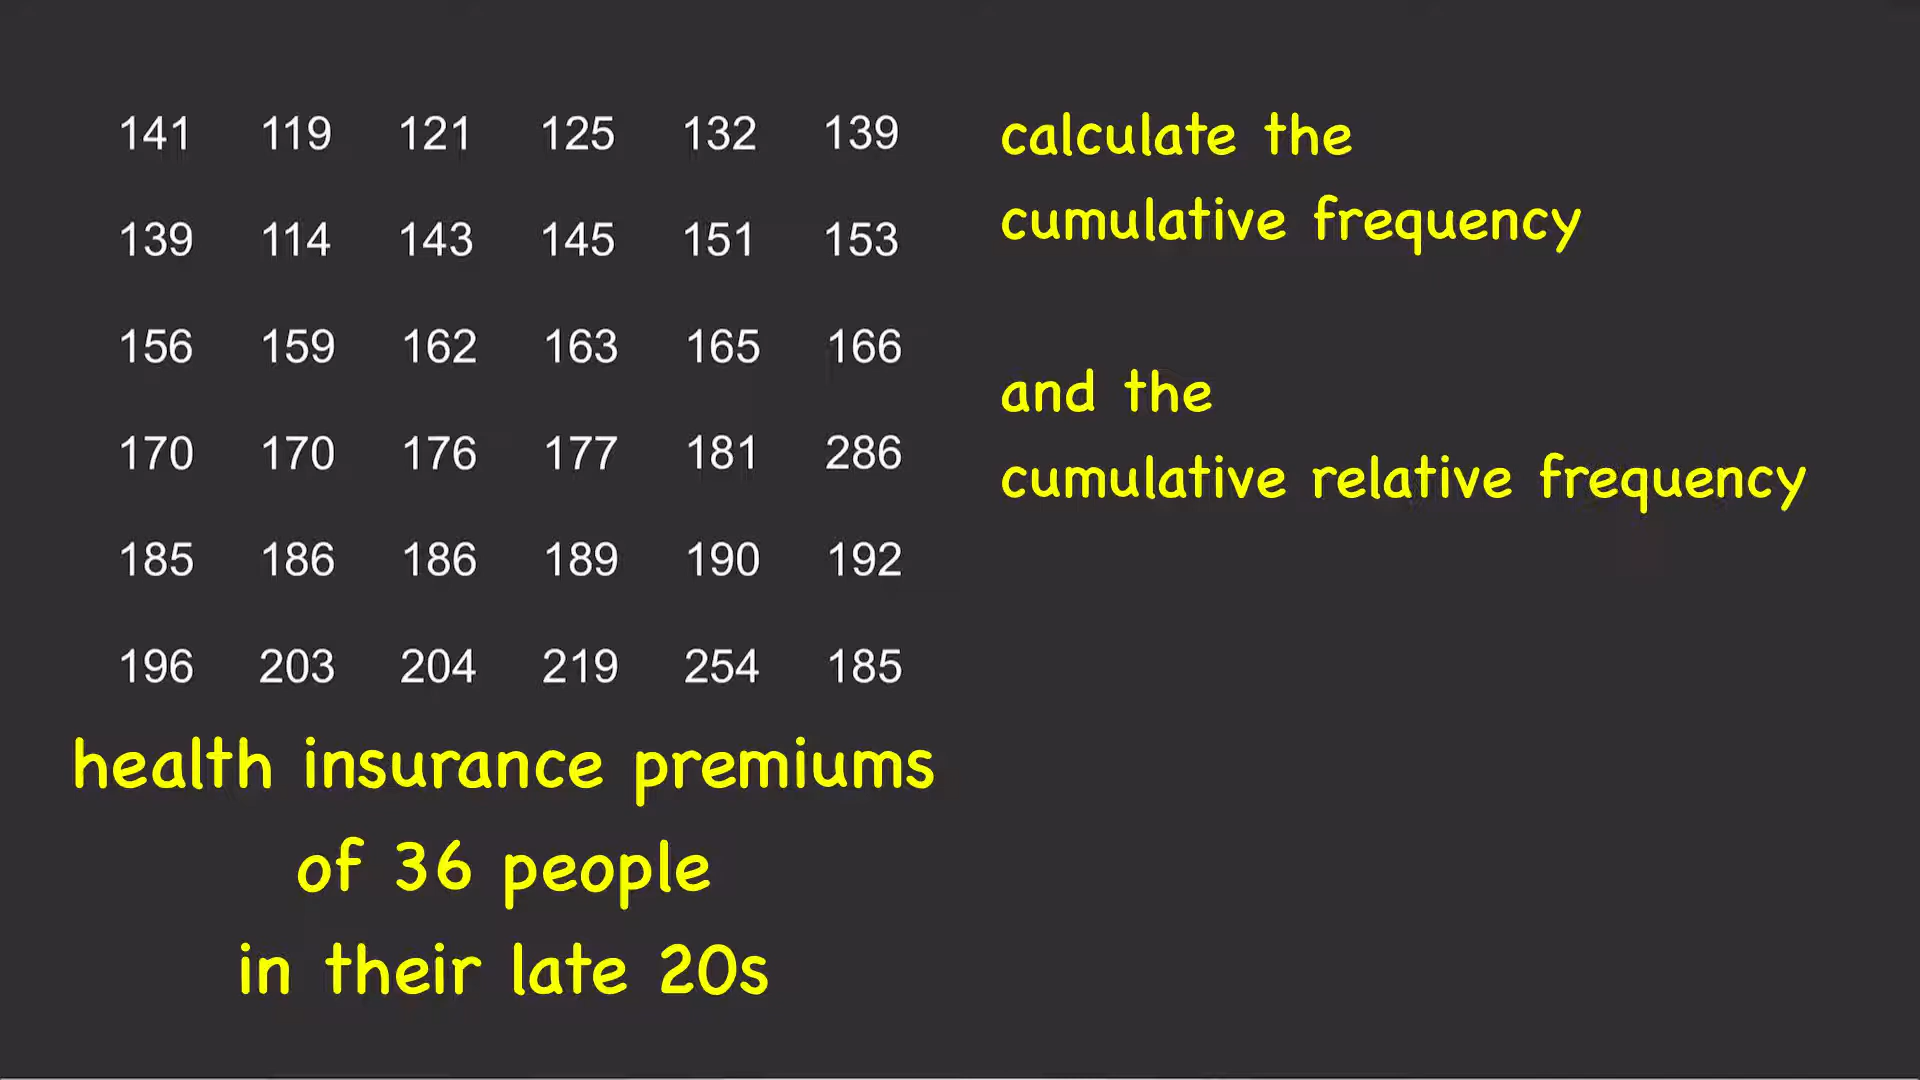 141 119 121 125 132 139
139 114 143 145 151 153
156 159 162 163 165 166
170 170 176 177 181 286
185 186 186 189 190 192
196 203 204 219 254 185
health insurance premiums
of 36 people
in their late 20s
calculate the
cumulative frequency
and the
cumulative relative frequency